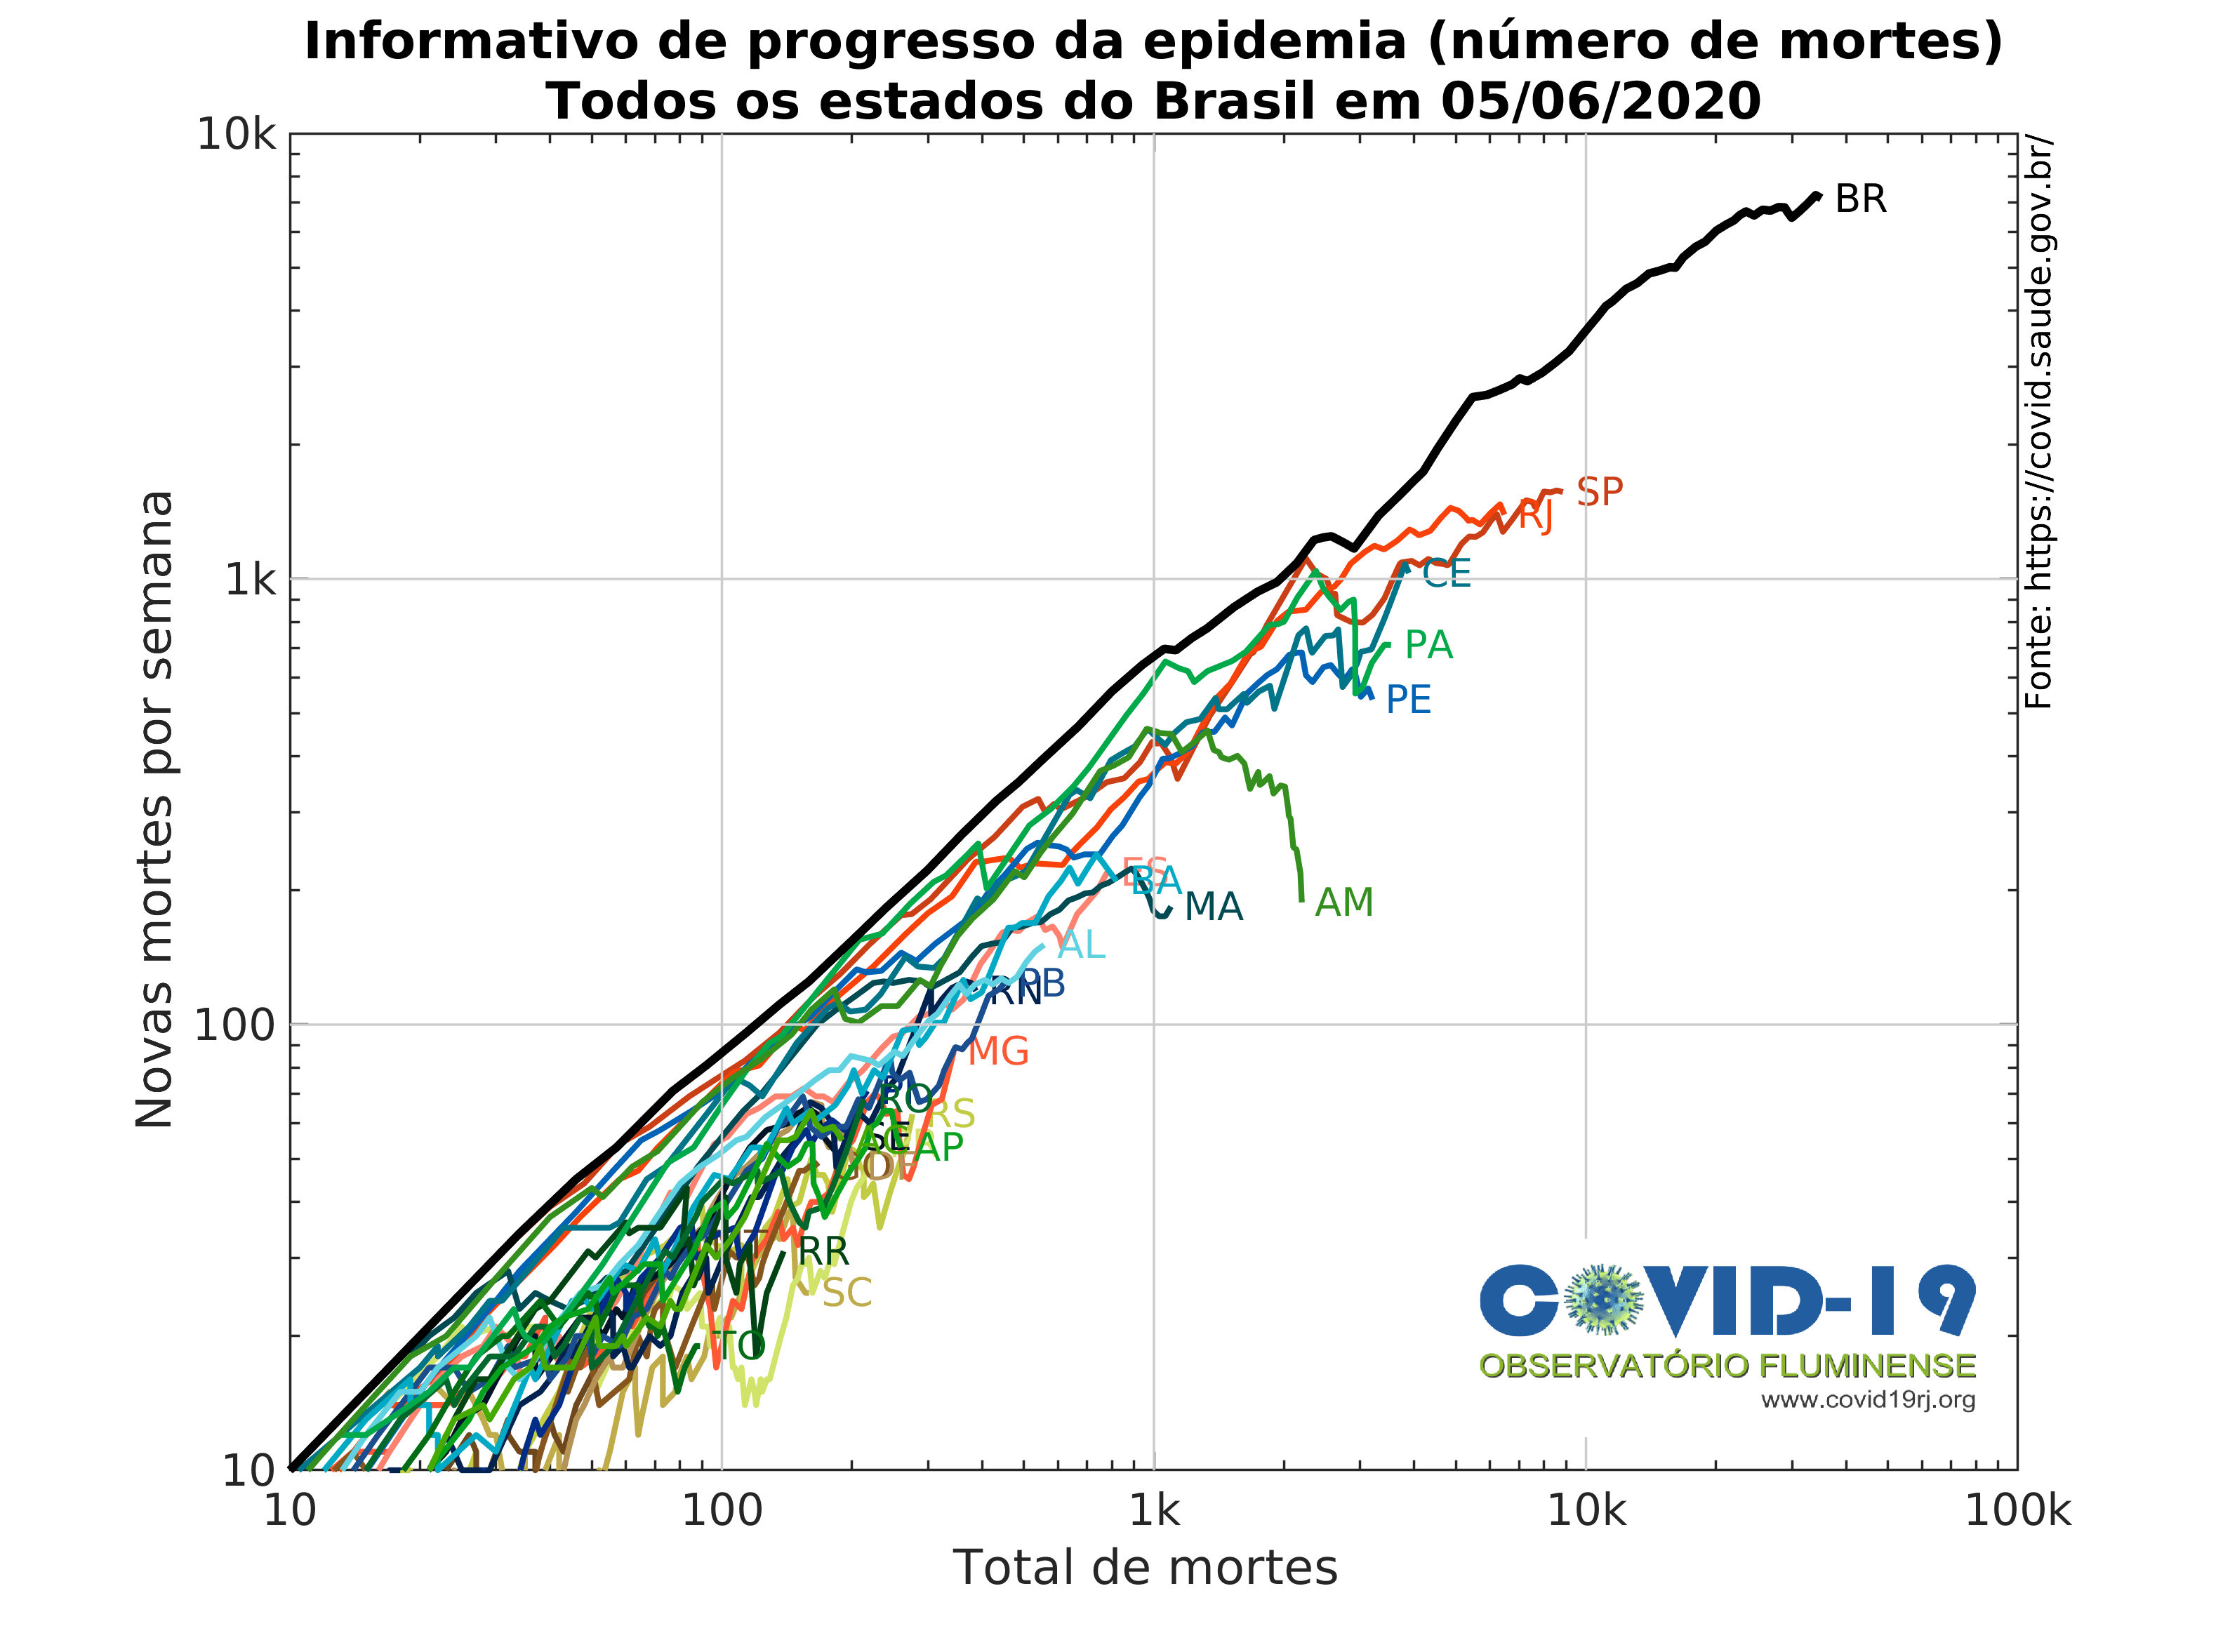 Informativo de progresso da epidemia (número de mortes)
Todos os estados do Brasil em 05/06/2020
10k
1k
100
10
Novas mortes por semana
10
100
1k
10k
100k
Total de mortes
Fonte: https://covid.saude.gov.br/
BR
SP
RJ
CE
PA
PE
ES
BA
MA
AM
AL
RN
PB
MG
RO
RS
SE
AP
DF
RR
SC
TO
COVID-19
OBSERVATÓRIO FLUMINENSE
www.covid19rj.org